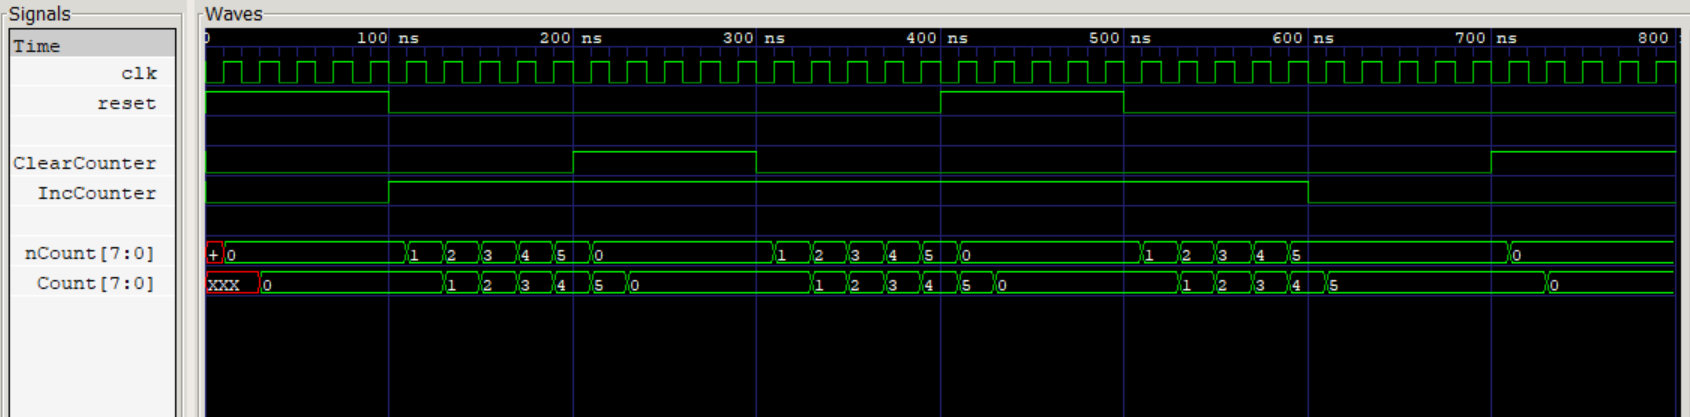 Signals Waves
Time 0 100 ns 200 ns 300 ns 400 ns 500 ns 600 ns 700 ns 800
clk
reset
ClearCounter
IncCounter
nCount[7:0] + 0 1 2 3 4 5 0 1 2 3 4 5 0 1 2 3 4 5 0
Count[7:0] XXX 0 1 2 3 4 5 0 1 2 3 4 5 0 1 2 3 4 5 0